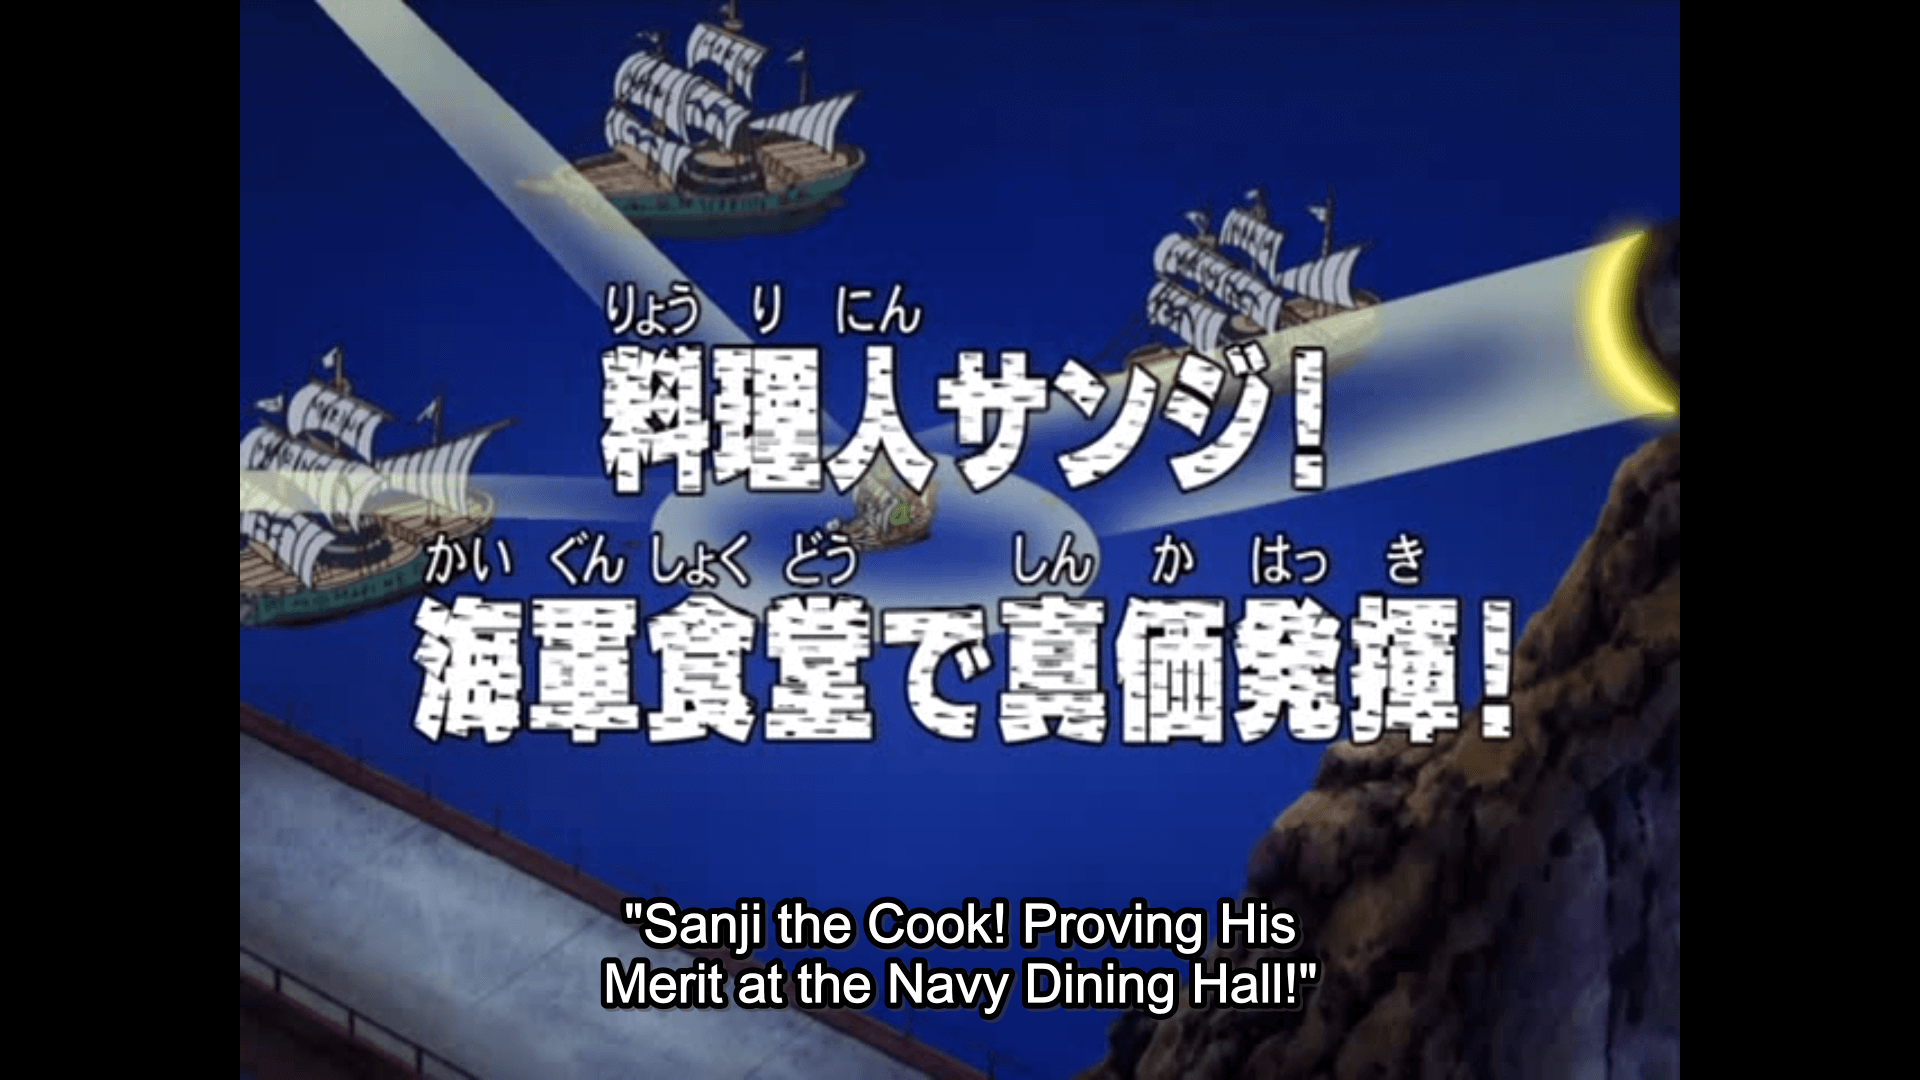 りょう り にん
料理人サンジ!
かい ぐん しょく どう しん か はっ き
海軍食堂で真価発揮!
"Sanji the Cook! Proving His
Merit at the Navy Dining Hall!"